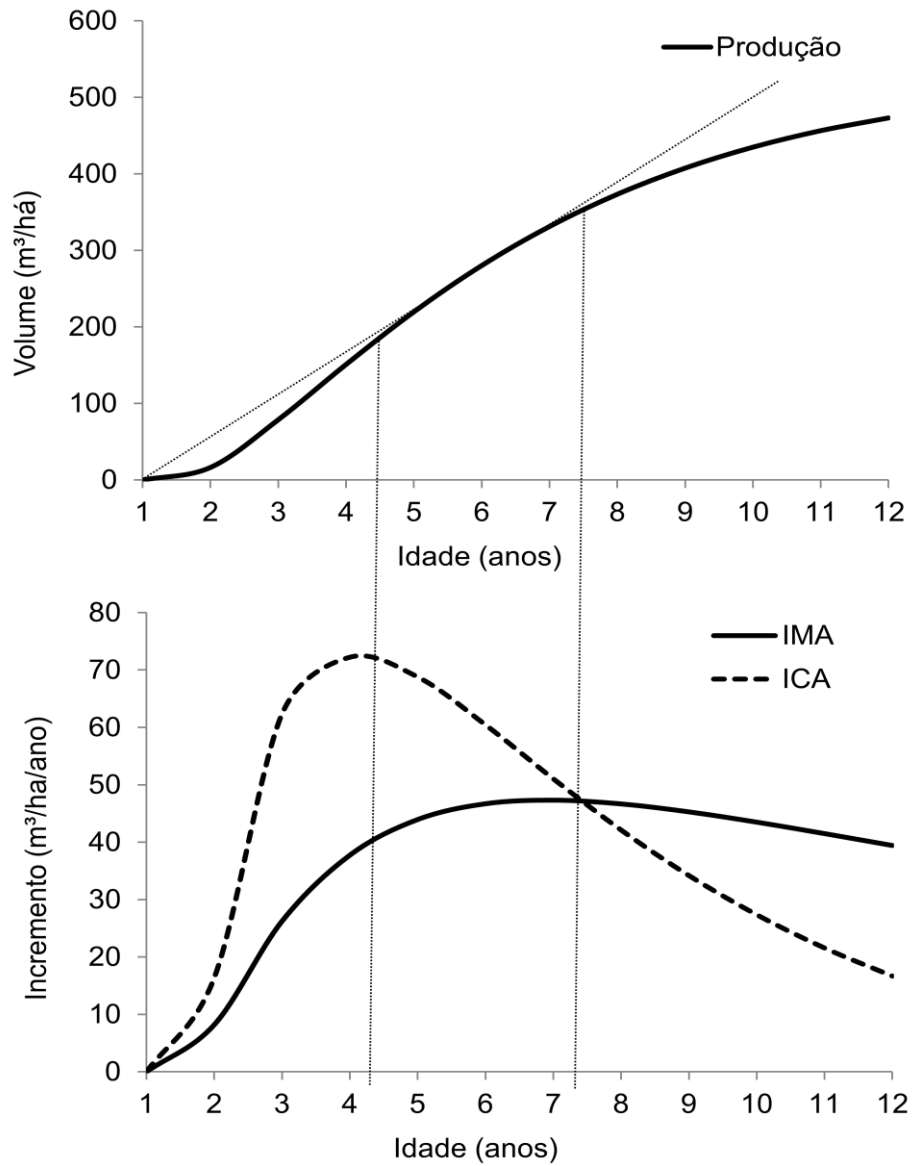 600
Produção
500
400
300
200
100
0
Volume (m³/há)
1 2 3 4 5 6 7 8 9 10 11 12
Idade (anos)
80
IMA
70
ICA
60
50
40
30
20
10
0
Incremento (m³/ha/ano)
1 2 3 4 5 6 7 8 9 10 11 12
Idade (anos)